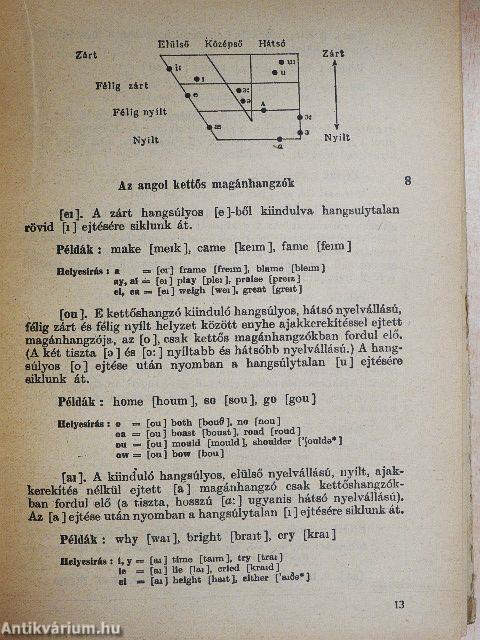 Elülső Középső Hátsó
Zárt
Zárt
Félig zárt
Félig nyílt
Nyílt
Nyílt
Az angol kettős magánhangzók 8
[eɪ]. A zárt hangsúlyos [e]-ből kiindulva hangsúlytalan
rövid [ɪ] ejtésére siklunk át.
Példák : make [meɪk], came [keɪm], fame [feɪm]
Helyesírás : a = [eɪ] frame [freɪm], blame [bleɪm]
ay, ai = [eɪ] play [pleɪ], praise [preɪz]
ei, ea = [eɪ] weigh [weɪ], great [greɪt]
[ou]. E kettőshangzó kiinduló hangsúlyos, hátsó nyelvállású,
félig zárt és félig nyílt helyzet között enyhe ajakkerekítéssel ejtett
magánhangzója, az [o], csak kettős magánhangzókban fordul elő.
(A két tiszta [ɔ] és [ɔ:] nyíltabb és hátsóbb nyelvállású.) A hang-
súlyos [o] ejtése után nyomban a hangsúlytalan [u] ejtésére
siklunk át.
Példák : home [houm], so [sou], go [gou]
Helyesírás : o = [ou] both [bouθ], no [nou]
oa = [ou] boast [boust], road [roud]
ou = [ou] mould [mould], shoulder ['ʃouldə*]
ow = [ou] bow [bou]
[aɪ]. A kiinduló hangsúlyos, elülső nyelvállású, nyílt, ajak-
kerekítés nélkül ejtett [a] magánhangzó csak kettőshangzók-
ban fordul elő (a tiszta, hosszú [ɑ:] ugyanis hátsó nyelvállású).
Az [a] ejtése után nyomban a hangsúlytalan [ɪ] ejtésére siklunk át.
Példák : why [waɪ], bright [braɪt], cry [kraɪ]
Helyesírás : i, y = [aɪ] time [taɪm], try [traɪ]
ie = [aɪ] lie [laɪ], cried [kraɪd]
ei = [aɪ] height [haɪt], either ['aɪðə*]
13
Antikvárium.hu